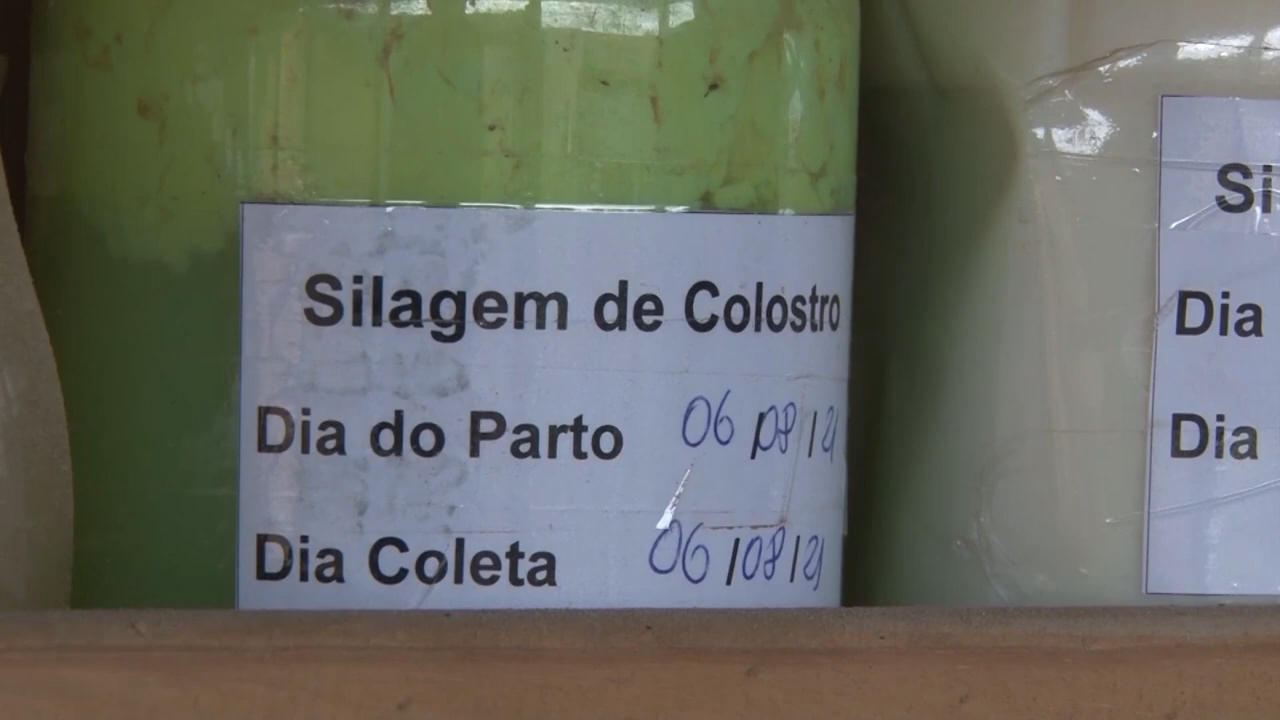 Silagem de Colostro
Dia do Parto 06/08/21
Dia Coleta 06/08/21
Si
Dia
Dia